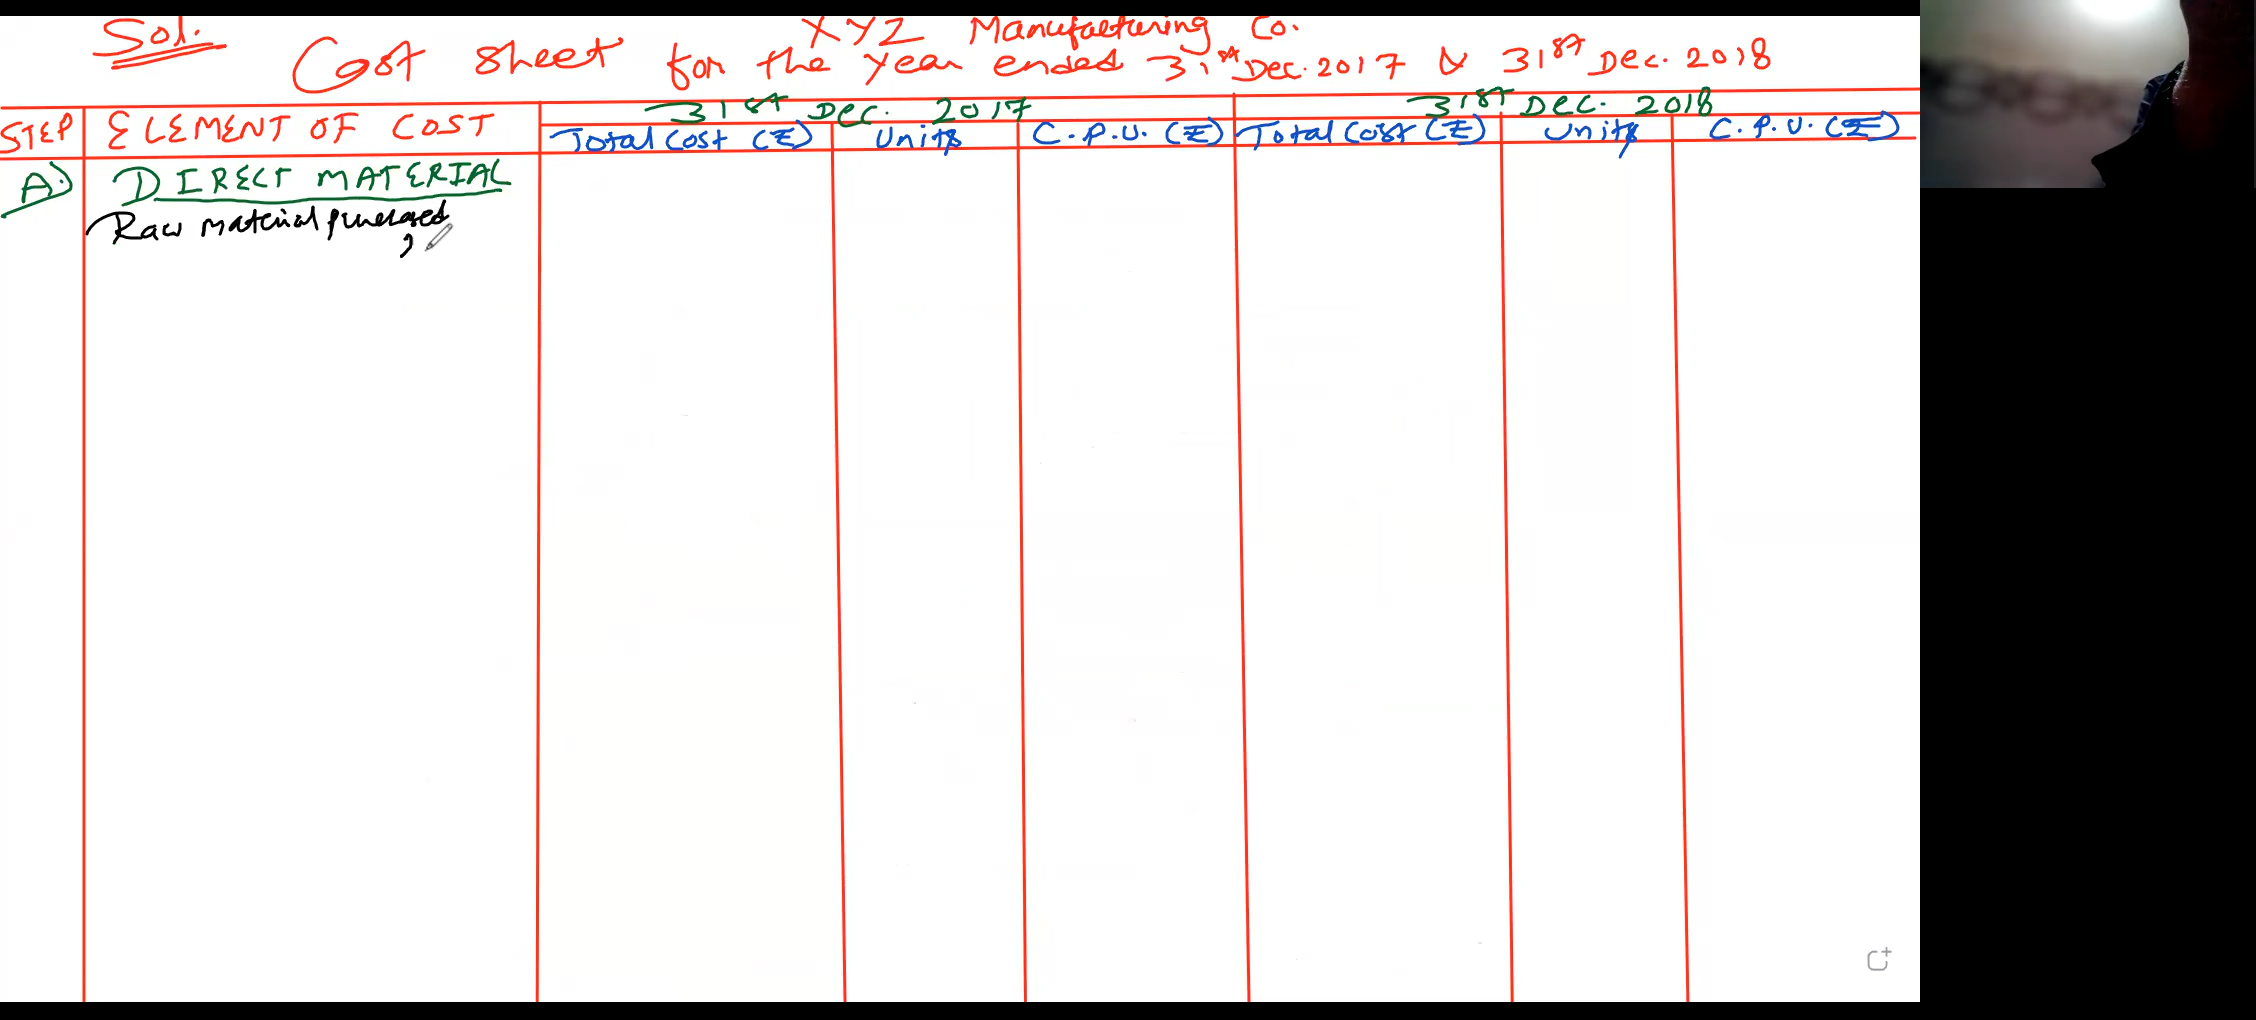 Sol. XYZ Manufacturing Co.
Cost sheet for the year ended 31st Dec. 2017 & 31st Dec. 2018
STEP ELEMENT OF COST 31st Dec. 2017 31st Dec. 2018
Total Cost (₹) Units C.P.U. (₹) Total Cost (₹) Units C.P.U. (₹)
A) DIRECT MATERIAL
Raw material purchased